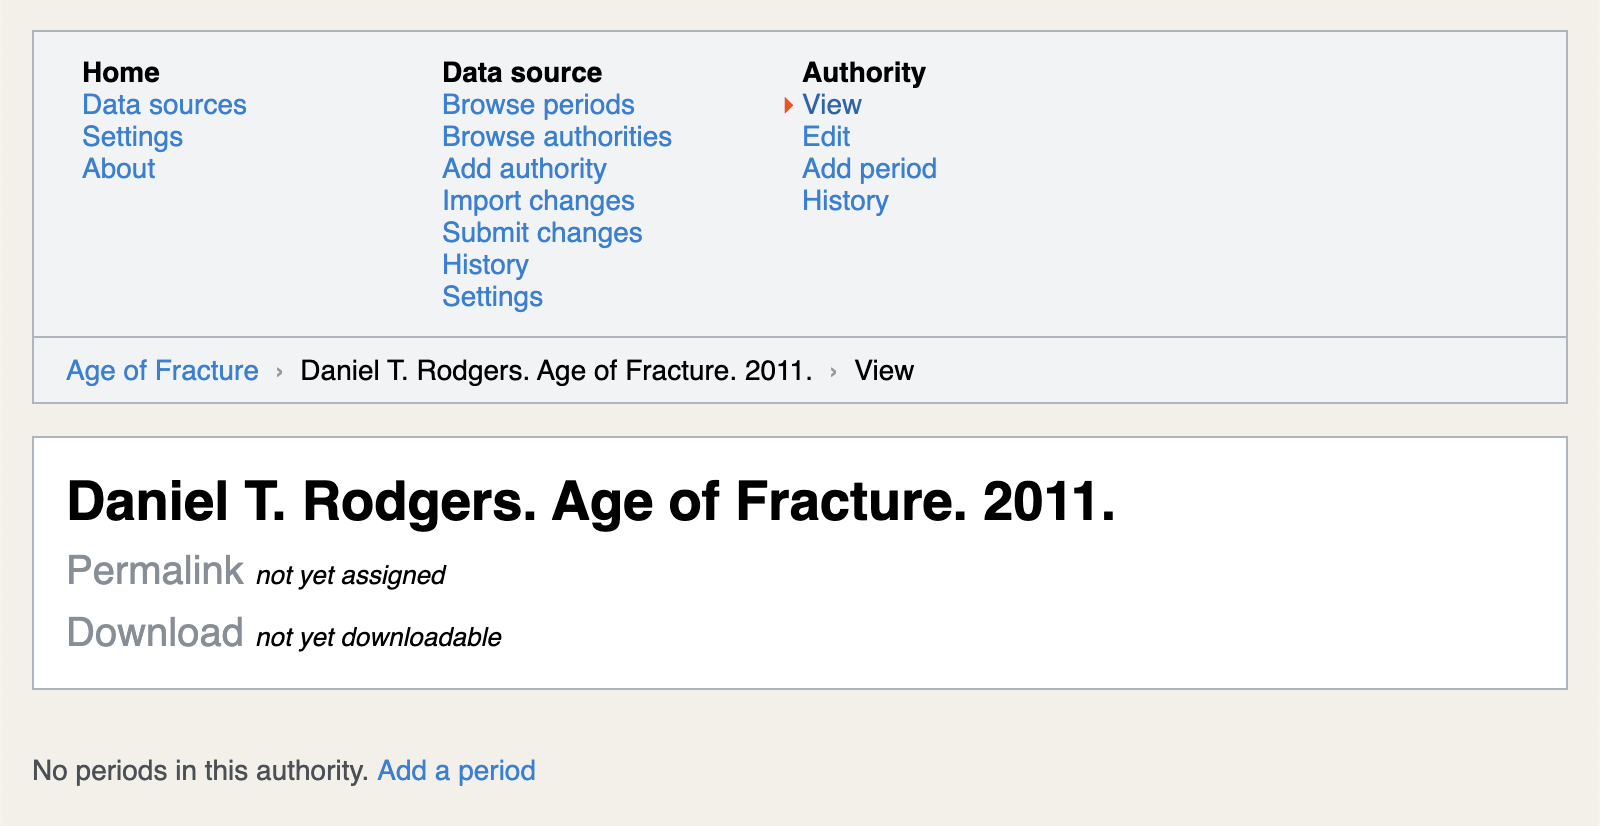 Home
Data sources
Settings
About
Data source
Browse periods
Browse authorities
Add authority
Import changes
Submit changes
History
Settings
Authority
View
Edit
Add period
History
Age of Fracture › Daniel T. Rodgers. Age of Fracture. 2011. › View
Daniel T. Rodgers. Age of Fracture. 2011.
Permalink not yet assigned
Download not yet downloadable
No periods in this authority. Add a period